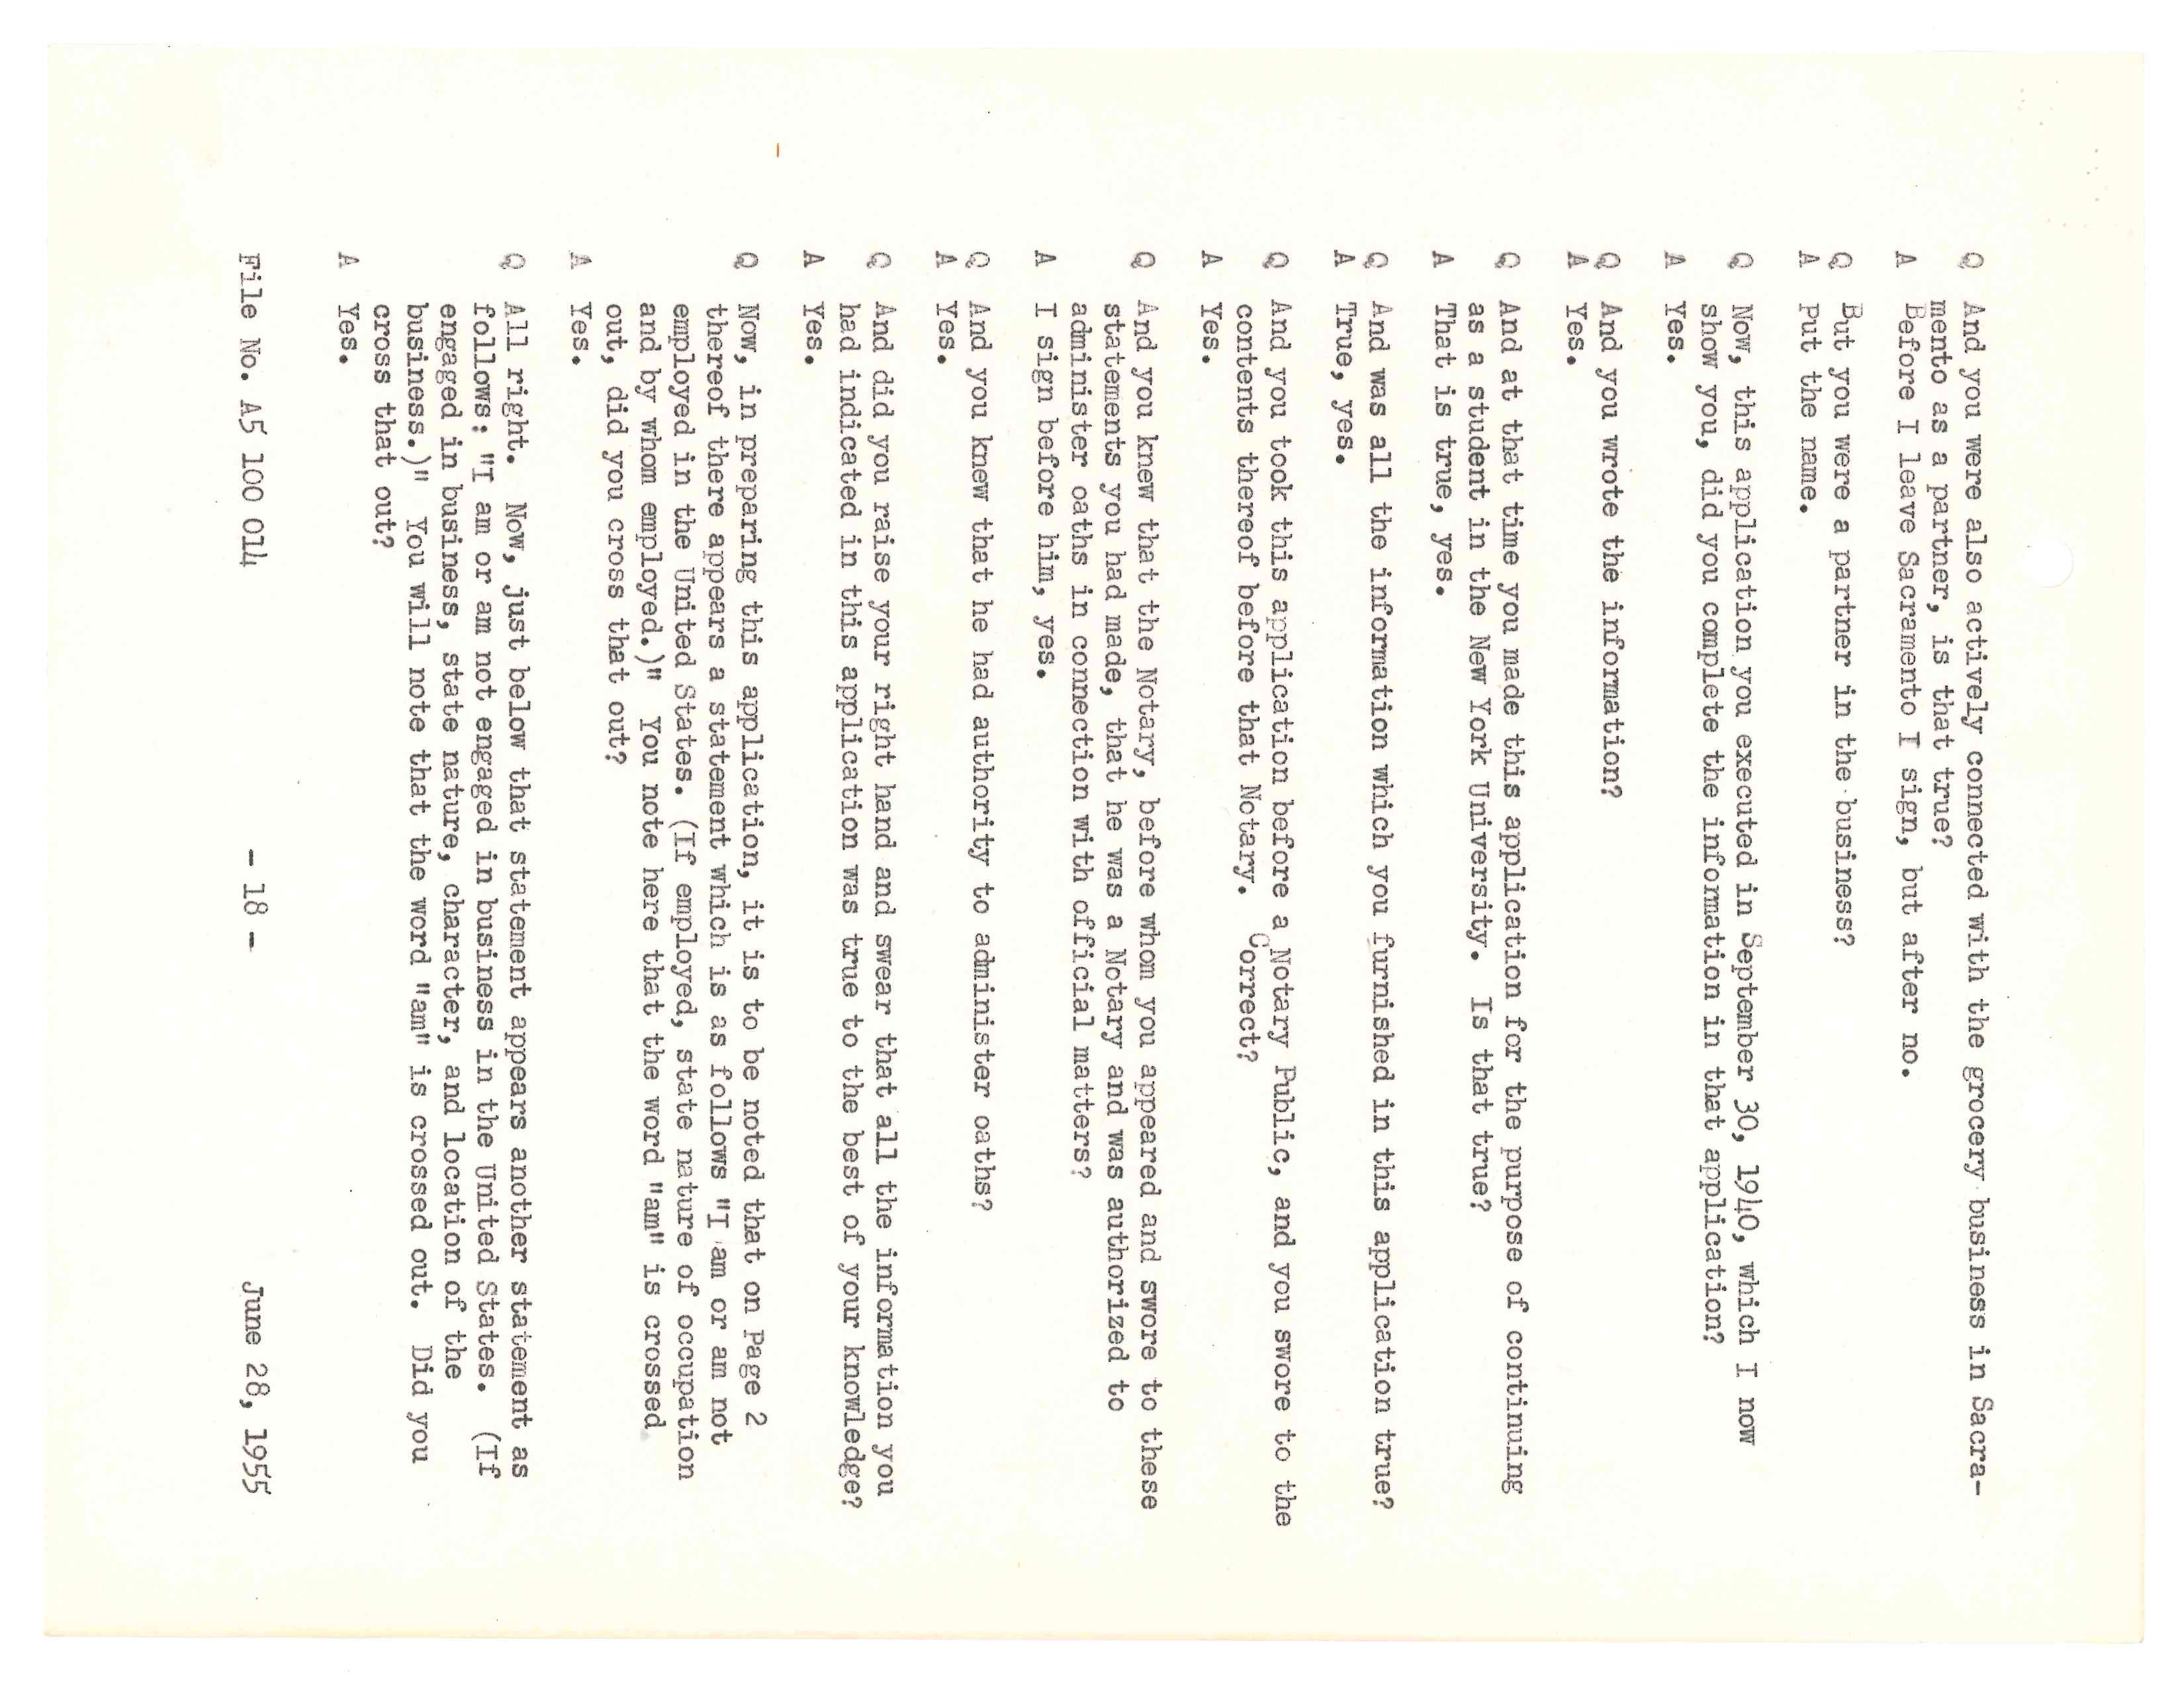 Q And you were also actively connected with the grocery business in Sacra-
mento as a partner, is that true?
A Before I leave Sacramento I sign, but after no.
Q But you were a partner in the business?
A Put the name.
Q Now, this application you executed in September 30, 1940, which I now
show you, did you complete the information in that application?
A Yes.
Q And you wrote the information?
A Yes.
Q And at that time you made this application for the purpose of continuing
as a student in the New York University. Is that true?
A That is true, yes.
Q And was all the information which you furnished in this application true?
A True, yes.
Q And you took this application before a Notary Public, and you swore to the
contents thereof before that Notary. Correct?
A Yes.
Q And you knew that the Notary, before whom you appeared and swore to these
statements you had made, that he was a Notary and was authorized to
administer oaths in connection with official matters?
A I sign before him, yes.
Q And you knew that he had authority to administer oaths?
A Yes.
Q And did you raise your right hand and swear that all the information you
had indicated in this application was true to the best of your knowledge?
A Yes.
Q Now, in preparing this application, it is to be noted that on Page 2
thereof there appears a statement which is as follows "I am or am not
employed in the United States. (If employed, state nature of occupation
and by whom employed.)" You note here that the word "am" is crossed
out, did you cross that out?
A Yes.
Q All right. Now, just below that statement appears another statement as
follows: "I am or am not engaged in business in the United States. (If
engaged in business, state nature, character, and location of the
business.)" You will note that the word "am" is crossed out. Did you
cross that out?
A Yes.
File No. A5 100 014 - 18 - June 28, 1955